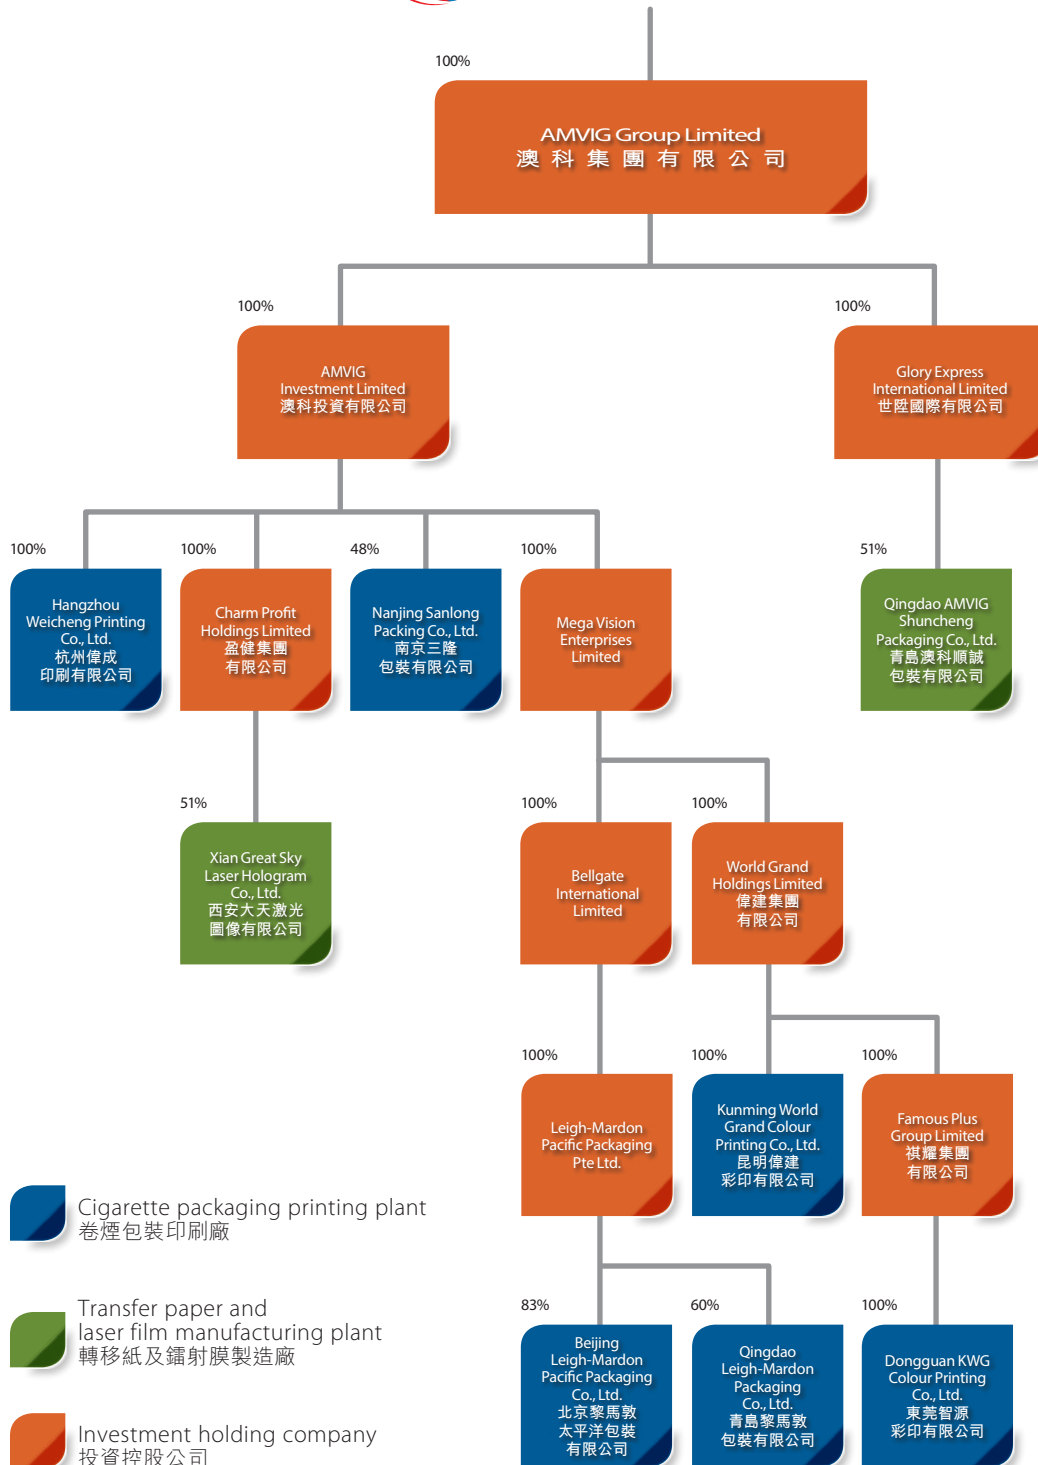 100%
AMVIG Group Limited
澳科集團有限公司
100%
100%
AMVIG
Investment Limited
澳科投資有限公司
Glory Express
International Limited
世陞國際有限公司
100%
100%
48%
100%
51%
Hangzhou
Weicheng Printing
Co., Ltd.
杭州偉成
印刷有限公司
Charm Profit
Holdings Limited
盈健集團
有限公司
Nanjing Sanlong
Packing Co., Ltd.
南京三隆
包裝有限公司
Mega Vision
Enterprises
Limited
Qingdao AMVIG
Shuncheng
Packaging Co., Ltd.
青島澳科順誠
包裝有限公司
51%
100%
100%
Xian Great Sky
Laser Hologram
Co., Ltd.
西安大天激光
圖像有限公司
Bellgate
International
Limited
World Grand
Holdings Limited
偉建集團
有限公司
100%
100%
100%
Leigh-Mardon
Pacific Packaging
Pte Ltd.
Kunming World
Grand Colour
Printing Co., Ltd.
昆明偉建
彩印有限公司
Famous Plus
Group Limited
祺耀集團
有限公司
83%
60%
100%
Beijing
Leigh-Mardon
Pacific Packaging
Co., Ltd.
北京黎馬敦
太平洋包裝
有限公司
Qingdao
Leigh-Mardon
Packaging
Co., Ltd.
青島黎馬敦
包裝有限公司
Dongguan KWG
Colour Printing
Co., Ltd.
東莞智源
彩印有限公司
Cigarette packaging printing plant
卷煙包裝印刷廠
Transfer paper and
laser film manufacturing plant
轉移紙及鐳射膜製造廠
Investment holding company
投資控股公司